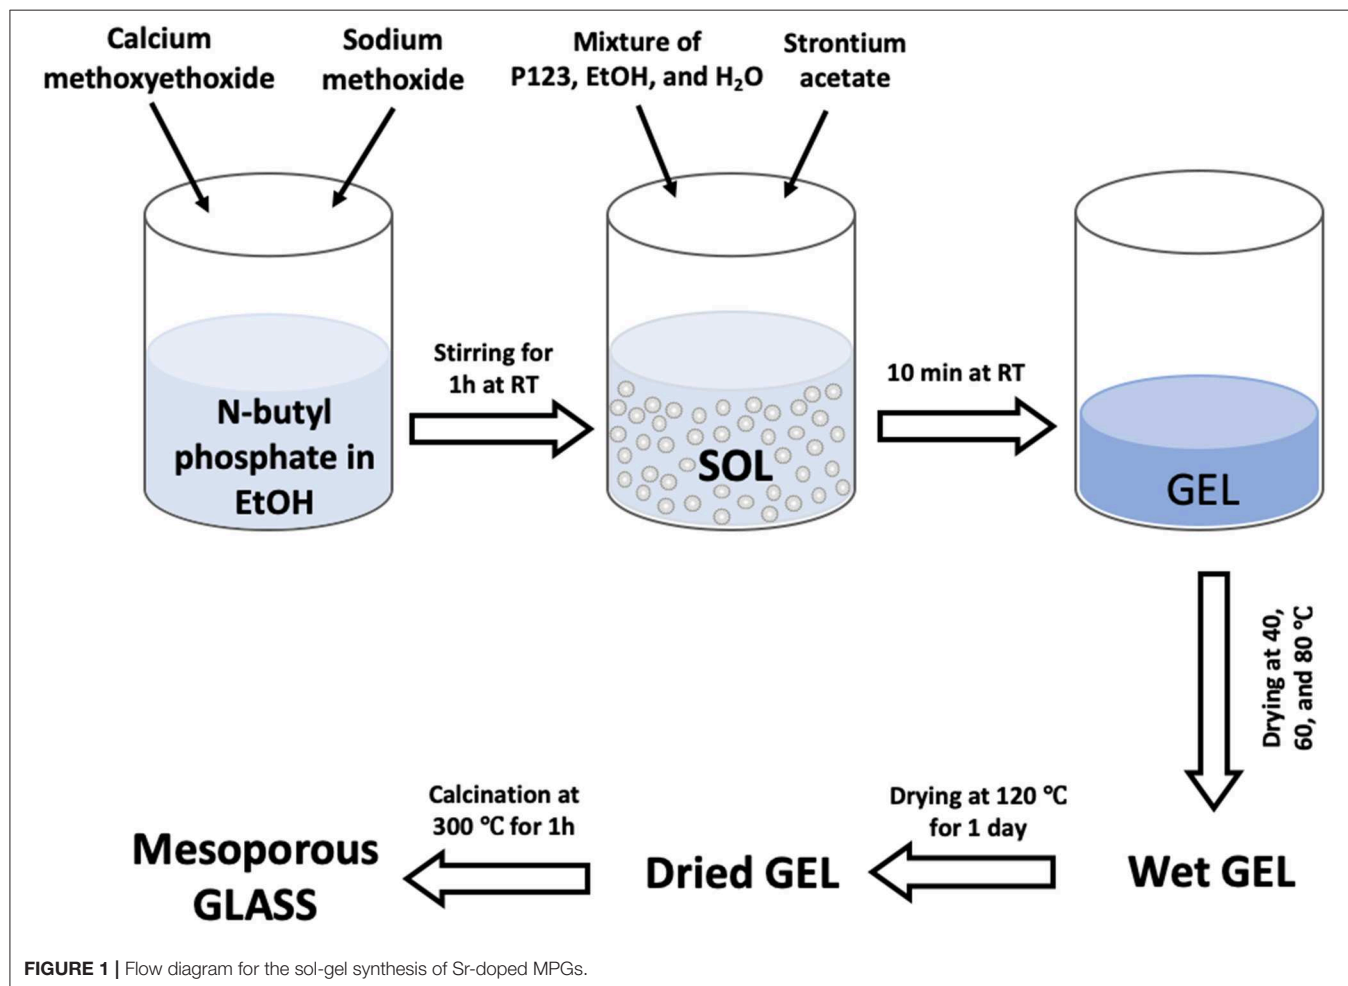 Calcium
methoxyethoxide
Sodium
methoxide
Mixture of
P123, EtOH, and H₂O
Strontium
acetate
N-butyl
phosphate in
EtOH
Stirring for
1h at RT
SOL
10 min at RT
GEL
Drying at 40,
60, and 80 °C
Wet GEL
Drying at 120 °C
for 1 day
Dried GEL
Calcination at
300 °C for 1h
Mesoporous
GLASS
FIGURE 1 | Flow diagram for the sol-gel synthesis of Sr-doped MPGs.